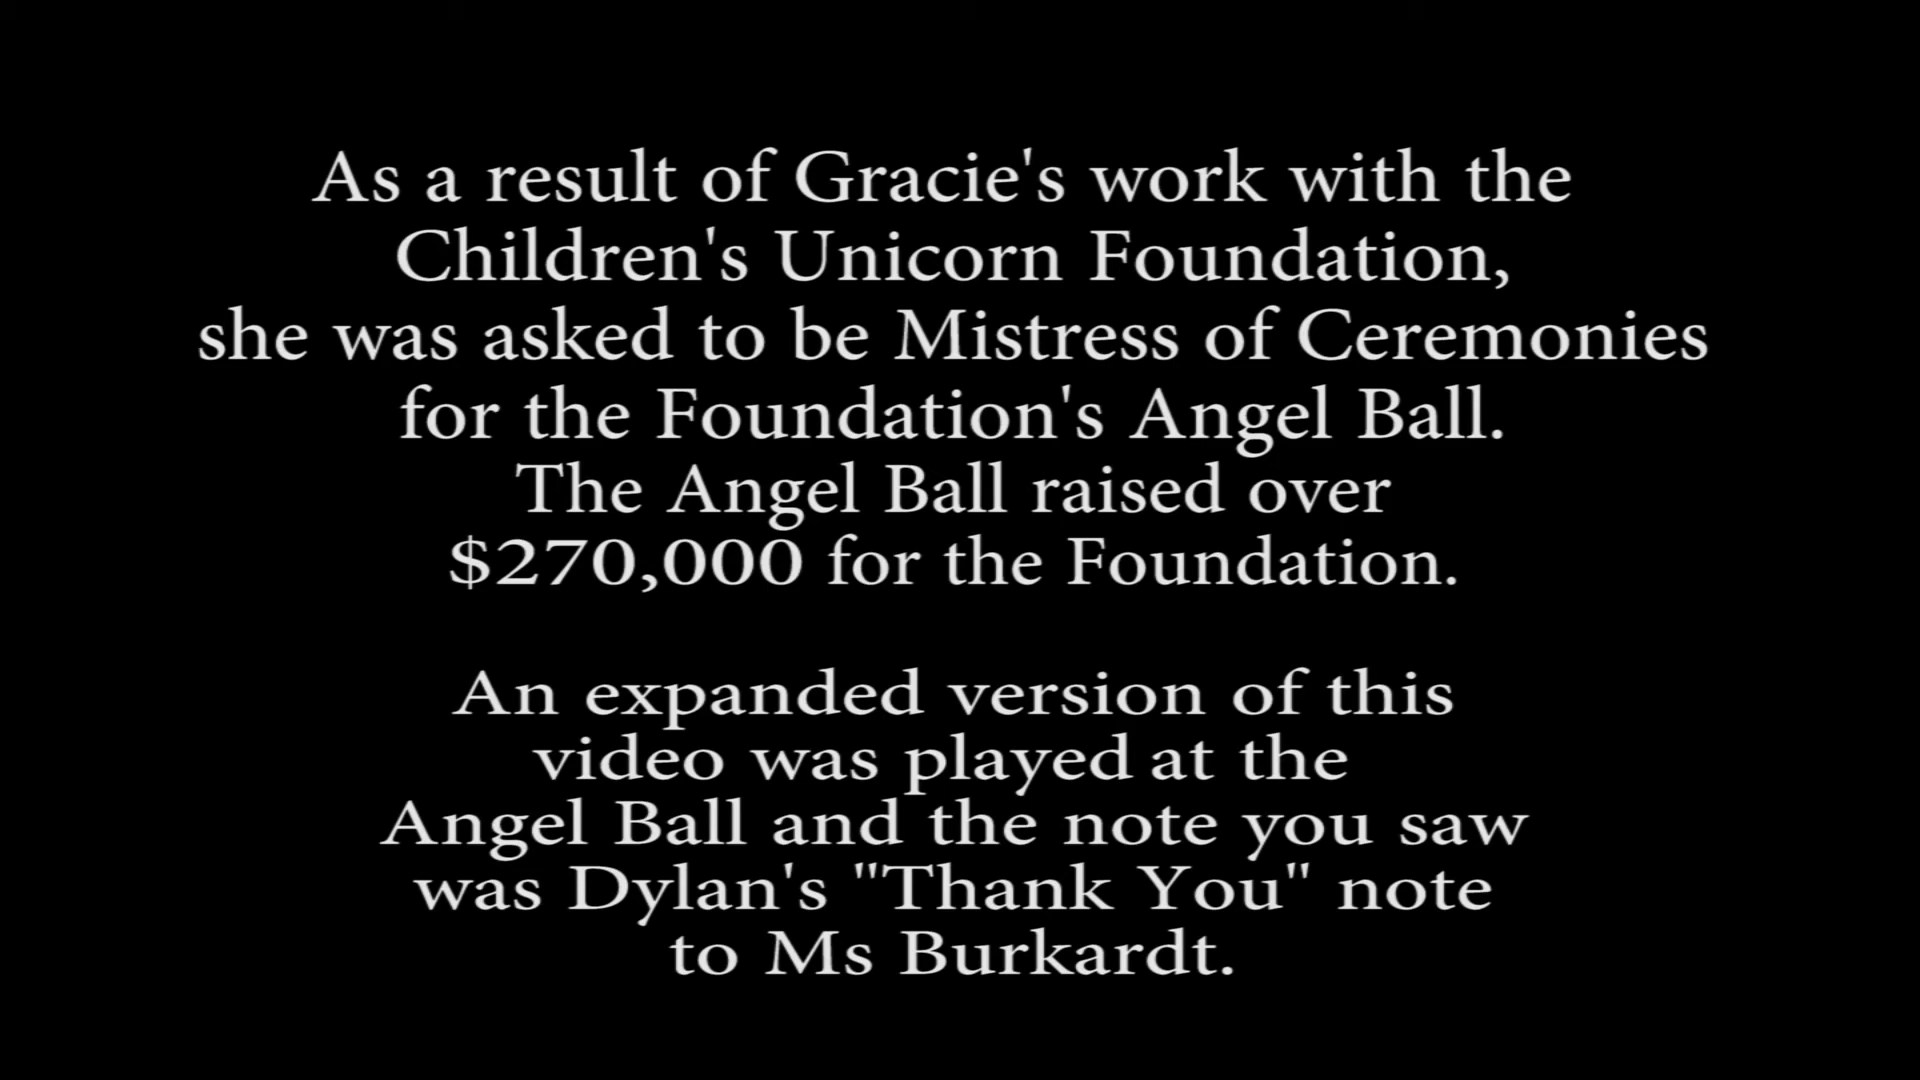 As a result of Gracie's work with the
Children's Unicorn Foundation,
she was asked to be Mistress of Ceremonies
for the Foundation's Angel Ball.
The Angel Ball raised over
$270,000 for the Foundation.
An expanded version of this
video was played at the
Angel Ball and the note you saw
was Dylan's "Thank You" note
to Ms Burkardt.